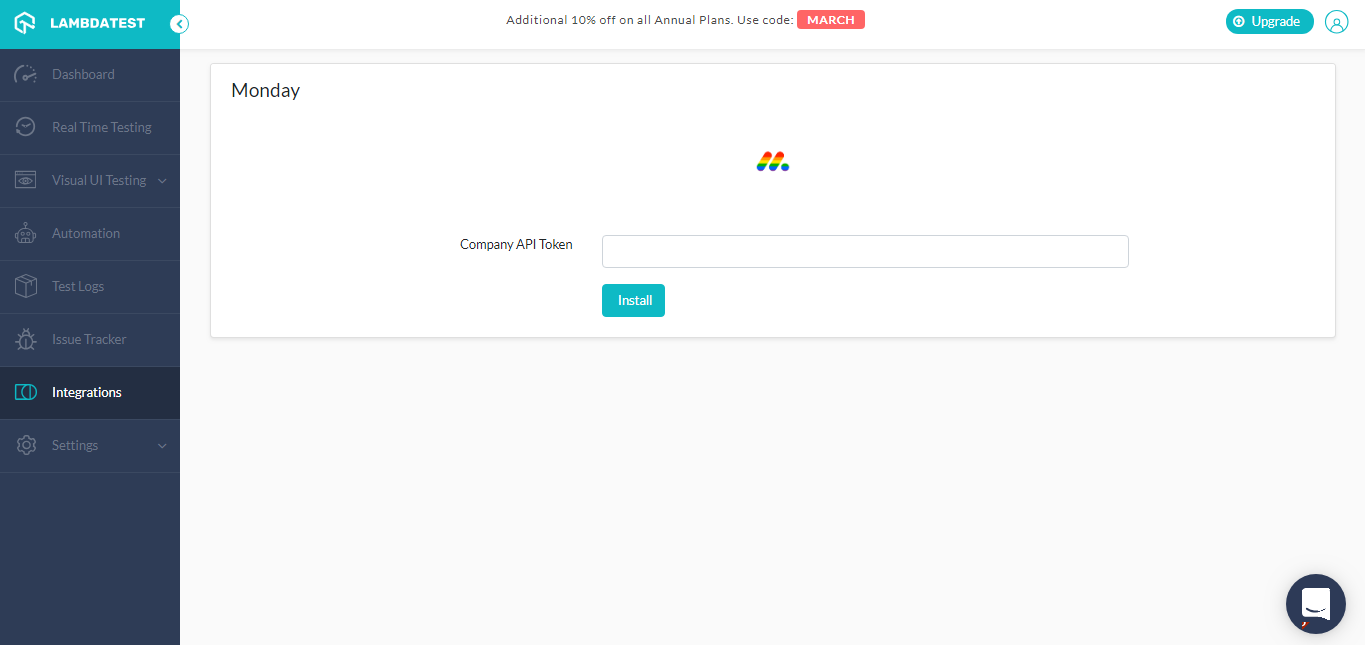 LAMBDATEST
Additional 10% off on all Annual Plans. Use code: MARCH
Upgrade
Dashboard
Real Time Testing
Visual UI Testing
Automation
Test Logs
Issue Tracker
Integrations
Settings
Monday
Company API Token
Install